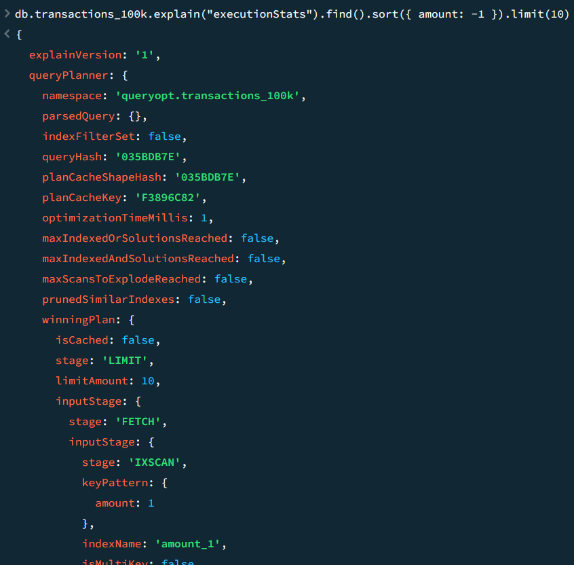 > db.transactions_100k.explain("executionStats").find().sort({ amount: -1 }).limit(10)
< {
explainVersion: '1',
queryPlanner: {
namespace: 'queryopt.transactions_100k',
parsedQuery: {},
indexFilterSet: false,
queryHash: '035BDB7E',
planCacheShapeHash: '035BDB7E',
planCacheKey: 'F3896C82',
optimizationTimeMillis: 1,
maxIndexedOrSolutionsReached: false,
maxIndexedAndSolutionsReached: false,
maxScansToExplodeReached: false,
prunedSimilarIndexes: false,
winningPlan: {
isCached: false,
stage: 'LIMIT',
limitAmount: 10,
inputStage: {
stage: 'FETCH',
inputStage: {
stage: 'IXSCAN',
keyPattern: {
amount: 1
},
indexName: 'amount_1',
isMultiKey: false